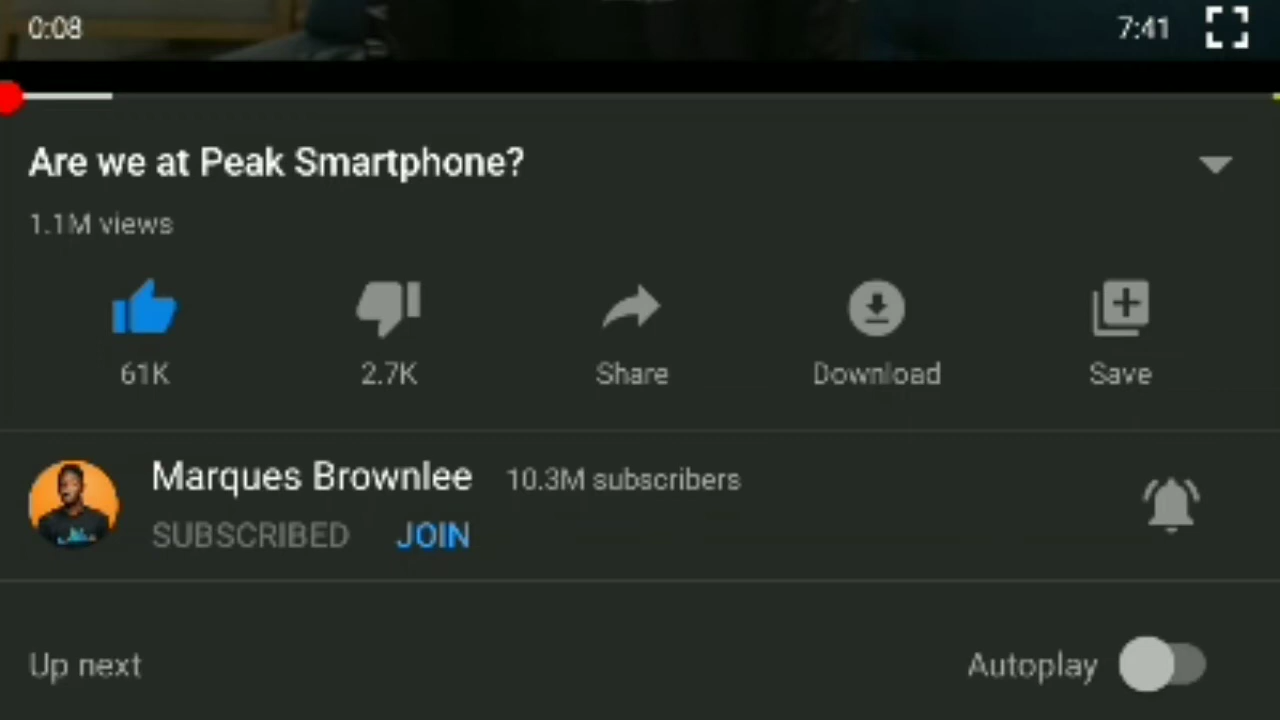 0:08 7:41
Are we at Peak Smartphone?
1.1M views
61K 2.7K Share Download Save
Marques Brownlee 10.3M subscribers
SUBSCRIBED JOIN
Up next Autoplay